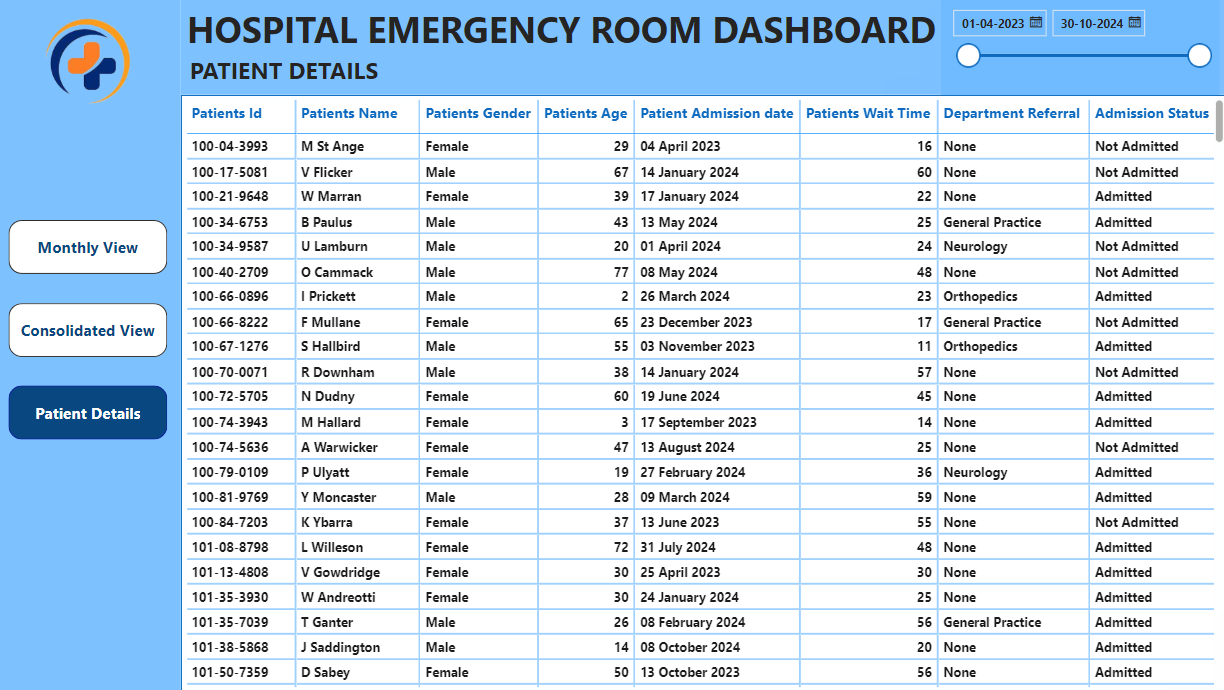 HOSPITAL EMERGENCY ROOM DASHBOARD
PATIENT DETAILS
01-04-2023 30-10-2024
Monthly View
Consolidated View
Patient Details
Patients Id Patients Name Patients Gender Patients Age Patient Admission date Patients Wait Time Department Referral Admission Status
100-04-3993 M St Ange Female 29 04 April 2023 16 None Not Admitted
100-17-5081 V Flicker Male 67 14 January 2024 60 None Not Admitted
100-21-9648 W Marran Female 39 17 January 2024 22 None Admitted
100-34-6753 B Paulus Male 43 13 May 2024 25 General Practice Admitted
100-34-9587 U Lamburn Male 20 01 April 2024 24 Neurology Not Admitted
100-40-2709 O Cammack Male 77 08 May 2024 48 None Not Admitted
100-66-0896 I Prickett Male 2 26 March 2024 23 Orthopedics Admitted
100-66-8222 F Mullane Female 65 23 December 2023 17 General Practice Not Admitted
100-67-1276 S Hallbird Male 55 03 November 2023 11 Orthopedics Admitted
100-70-0071 R Downham Male 38 14 January 2024 57 None Not Admitted
100-72-5705 N Dudny Female 60 19 June 2024 45 None Admitted
100-74-3943 M Hallard Female 3 17 September 2023 14 None Admitted
100-74-5636 A Warwicker Female 47 13 August 2024 25 None Not Admitted
100-79-0109 P Ulyatt Female 19 27 February 2024 36 Neurology Admitted
100-81-9769 Y Moncaster Male 28 09 March 2024 59 None Admitted
100-84-7203 K Ybarra Female 37 13 June 2023 55 None Not Admitted
101-08-8798 L Willeson Female 72 31 July 2024 48 None Admitted
101-13-4808 V Gowdridge Female 30 25 April 2023 30 None Admitted
101-35-3930 W Andreotti Female 30 24 January 2024 25 None Admitted
101-35-7039 T Ganter Male 26 08 February 2024 56 General Practice Admitted
101-38-5868 J Saddington Male 14 08 October 2024 20 None Admitted
101-50-7359 D Sabey Female 50 13 October 2023 56 None Admitted